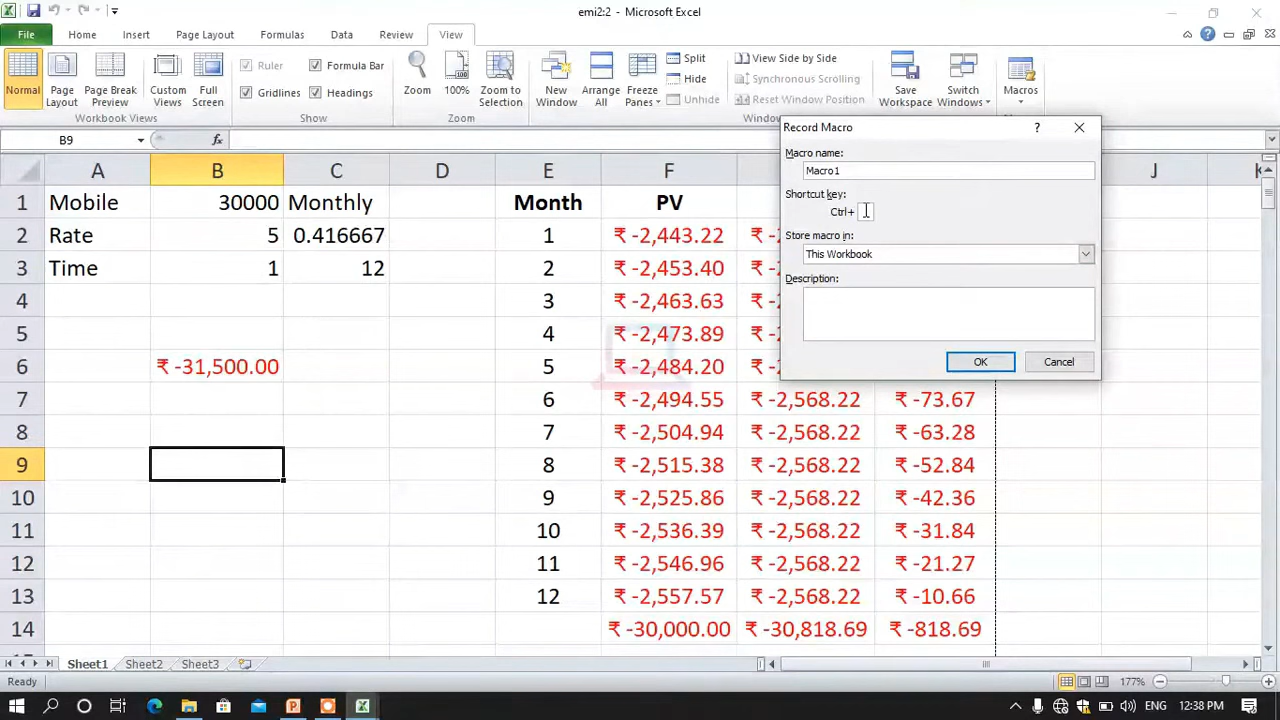 emi2:2 - Microsoft Excel
File Home Insert Page Layout Formulas Data Review View
Normal
Page Layout
Page Break Preview
Custom Views
Full Screen
Workbook Views
Ruler
Formula Bar
Gridlines
Headings
Show
Zoom
100%
Zoom to Selection
Zoom
New Window
Arrange All
Freeze Panes
Split
Hide
Unhide
View Side by Side
Synchronous Scrolling
Reset Window Position
Save Workspace
Switch Windows
Macros
B9 fx
Record Macro ?
Macro name:
Macro1
Shortcut key:
Ctrl+
Store macro in:
This Workbook
Description:
OK Cancel
A B C D E F J
1 Mobile 30000 Monthly Month PV
2 Rate 5 0.416667 1 ₹ -2,443.22
3 Time 1 12 2 ₹ -2,453.40
4 3 ₹ -2,463.63
5 4 ₹ -2,473.89
6 ₹ -31,500.00 5 ₹ -2,484.20
7 6 ₹ -2,494.55 ₹ -2,568.22 ₹ -73.67
8 7 ₹ -2,504.94 ₹ -2,568.22 ₹ -63.28
9 8 ₹ -2,515.38 ₹ -2,568.22 ₹ -52.84
10 9 ₹ -2,525.86 ₹ -2,568.22 ₹ -42.36
11 10 ₹ -2,536.39 ₹ -2,568.22 ₹ -31.84
12 11 ₹ -2,546.96 ₹ -2,568.22 ₹ -21.27
13 12 ₹ -2,557.57 ₹ -2,568.22 ₹ -10.66
14 ₹ -30,000.00 ₹ -30,818.69 ₹ -818.69
Sheet1 Sheet2 Sheet3
Ready 177%
ENG 12:38 PM